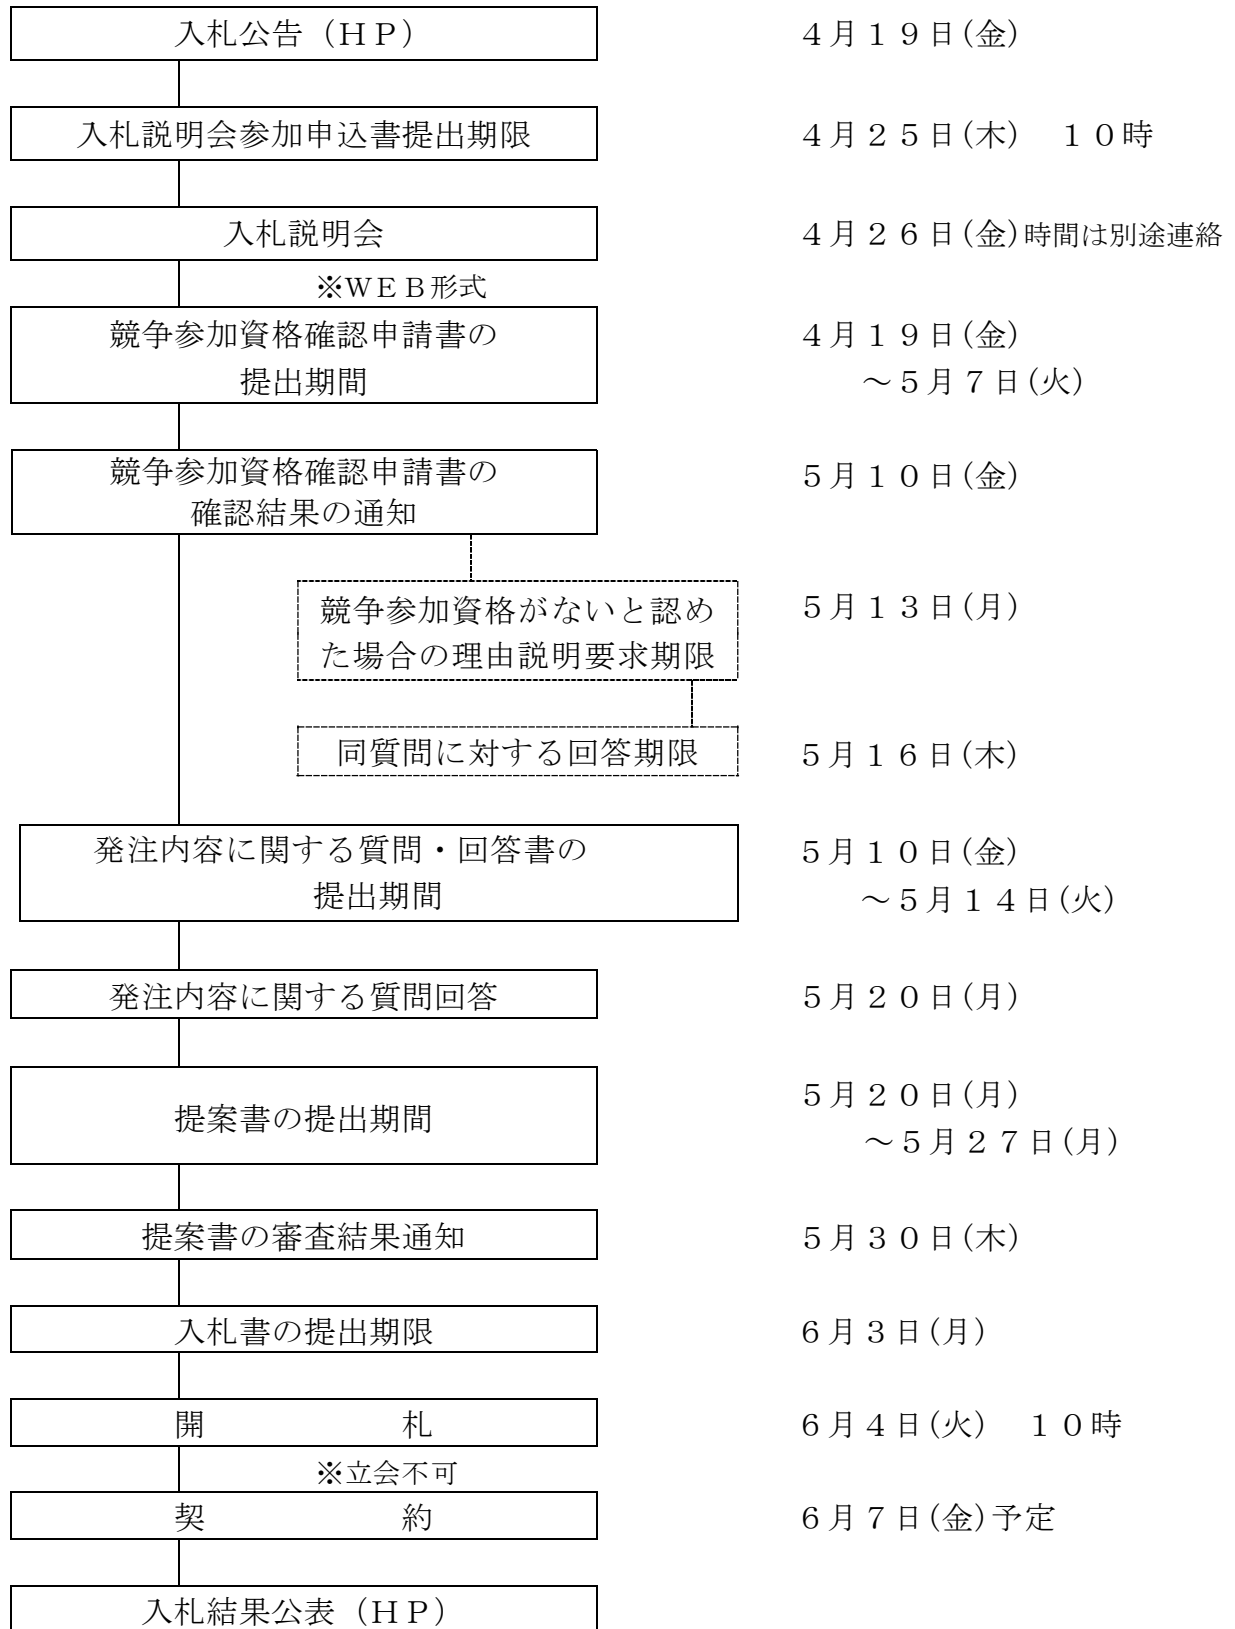 入札公告（ＨＰ）　４月１９日(金)
入札説明会参加申込書提出期限　４月２５日(木)　１０時
入札説明会　４月２６日(金)時間は別途連絡
※ＷＥＢ形式
競争参加資格確認申請書の　４月１９日(金)
提出期間　～５月７日(火)
競争参加資格確認申請書の　５月１０日(金)
確認結果の通知
競争参加資格がないと認め　５月１３日(月)
た場合の理由説明要求期限
同質問に対する回答期限　５月１６日(木)
発注内容に関する質問・回答書の　５月１０日(金)
提出期間　～５月１４日(火)
発注内容に関する質問回答　５月２０日(月)
５月２０日(月)
提案書の提出期間
～５月２７日(月)
提案書の審査結果通知　５月３０日(木)
入札書の提出期限　６月３日(月)
開　札　６月４日(火)　１０時
※立会不可
契　約　６月７日(金)予定
入札結果公表（ＨＰ）